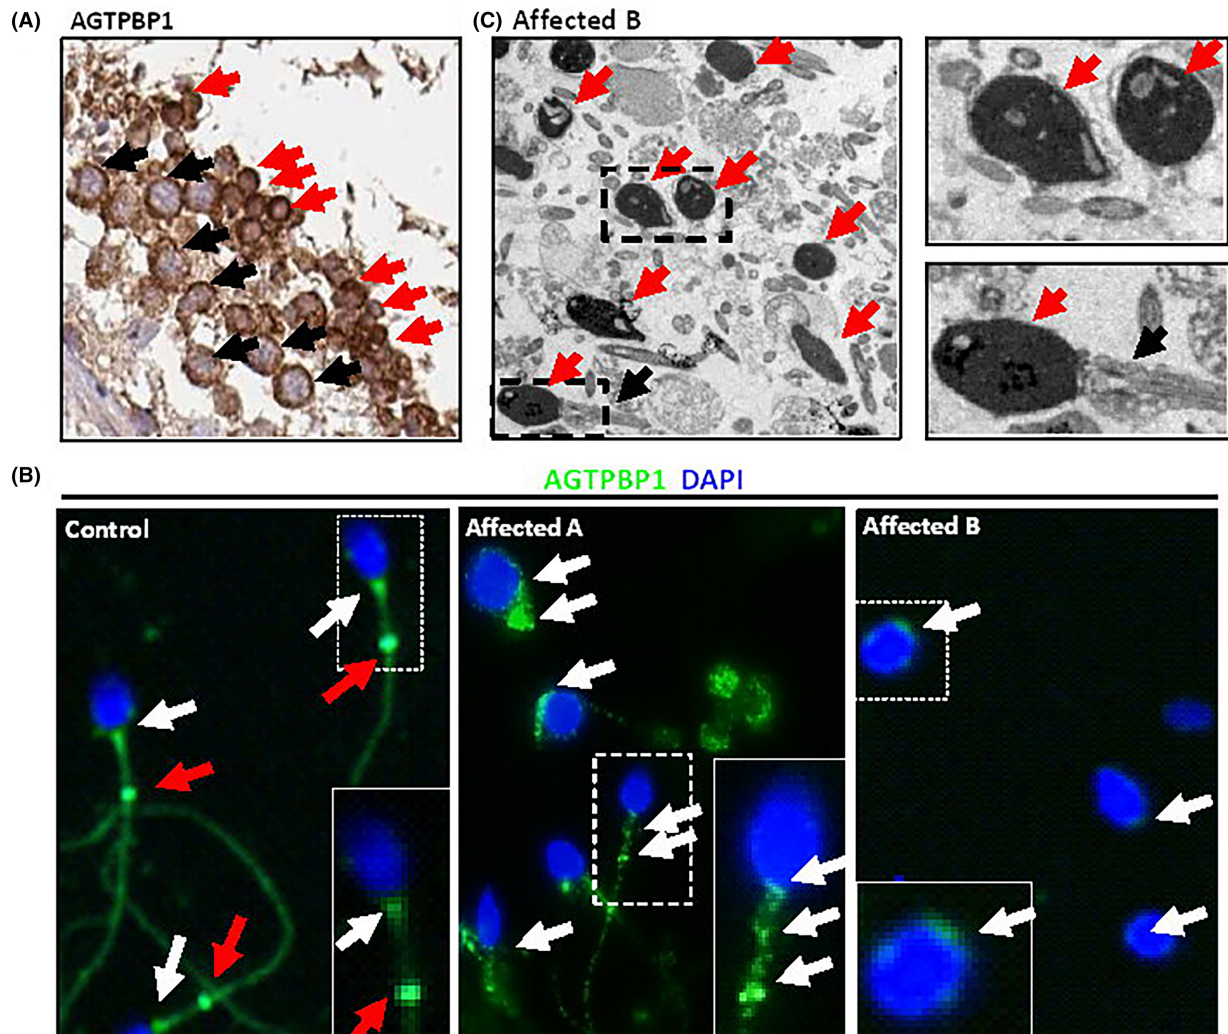 (A) AGTPBP1
(C) Affected B
(B)
AGTPBP1 DAPI
Control
Affected A
Affected B